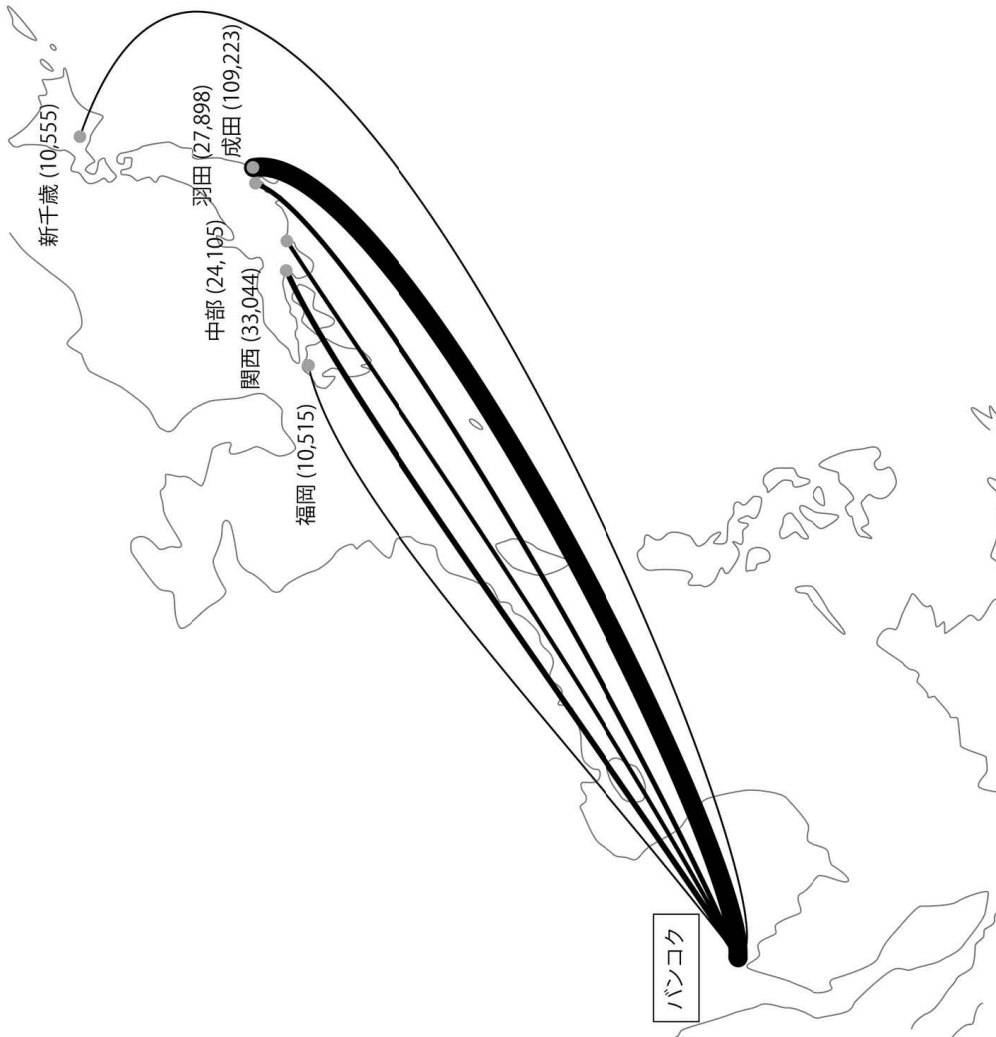 新千歳 (10,555)
成田 (109,223)
羽田 (27,898)
中部 (24,105)
関西 (33,044)
福岡 (10,515)
バンコク